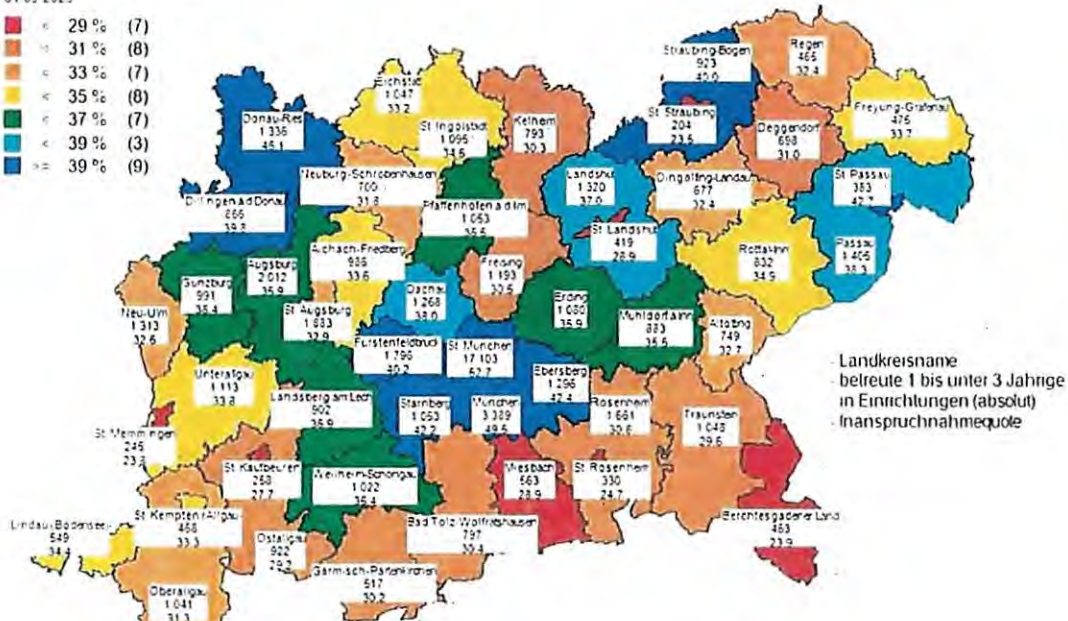 < 29 % (7)
< 31 % (8)
< 33 % (7)
< 35 % (8)
< 37 % (7)
< 39 % (3)
>= 39 % (9)
Straubing-Bogen
923
40.0
Regen
465
32.4
Eichstätt
1 047
33.2
Donau-Ries
1 336
45.1
St. Ingolstadt
1 095
34.6
Kelheim
793
30.3
St. Straubing
204
23.5
Deggendorf
698
31.0
Freyung-Grafenau
475
33.7
Neuburg-Schrobenhausen
700
31.8
Landshut
1 320
37.0
Dingolfing-Landau
677
32.4
St. Passau
383
42.7
Dillingen a.d.Donau
866
39.8
Pfaffenhofen a.d.Ilm
1 053
35.5
St. Landshut
419
28.9
Aichach-Friedberg
986
33.6
Augsburg
2 012
35.9
Freising
1 193
30.6
Rottal-Inn
832
34.9
Passau
1 405
38.3
Günzburg
991
36.4
Dachau
1 268
38.0
Erding
1 080
35.9
Neu-Ulm
1 313
32.6
St. Augsburg
1 883
32.9
Mühldorf a.Inn
883
35.5
Altötting
749
32.7
Fürstenfeldbruck
1 796
40.2
St. München
17 103
52.7
Unterallgäu
1 113
33.8
Ebersberg
1 296
42.4
Landsberg am Lech
902
36.9
Starnberg
1 053
42.2
München
3 389
49.5
Rosenheim
1 661
30.6
Traunstein
1 048
29.6
St. Memmingen
245
St. Kaufbeuren
258
27.7
Weilheim-Schongau
1 022
36.4
Miesbach
563
28.9
St. Rosenheim
330
24.7
Lindau (Bodensee)
549
34.4
St. Kempten (Allgäu)
468
Ostallgäu
922
29.2
Bad Tölz-Wolfratshausen
797
30.4
Berchtesgadener Land
463
23.9
Garmisch-Partenkirchen
517
30.2
Oberallgäu
1 041
31.3
- Landkreisname
- betreute 1 bis unter 3 Jährige
in Einrichtungen (absolut)
- Inanspruchnahmequote